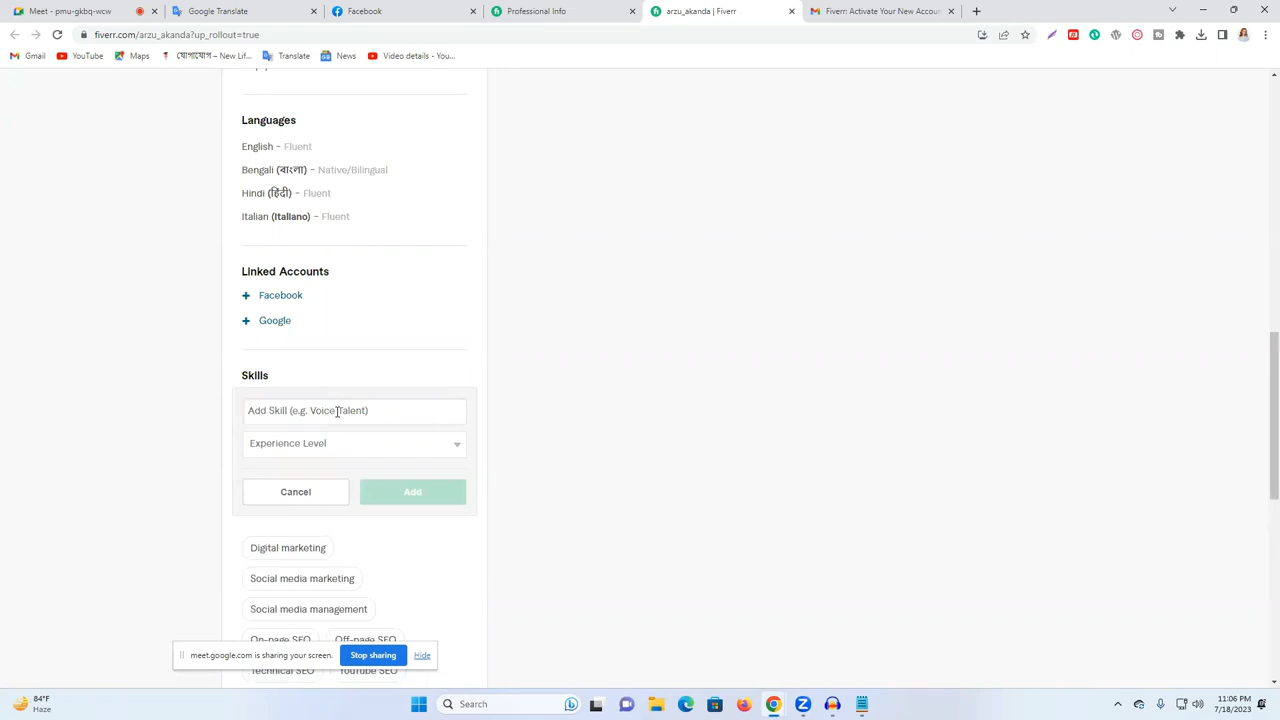 Meet - pmu-gkbq-wcw
Google Translate
Facebook
Professional Info
arzu_akanda | Fiverr
Fiverr: Activate Your New Accoun
fiverr.com/arzu_akanda?up_rollout=true
Gmail
YouTube
Maps
যোগাযোগ – New Lif...
Translate
News
Video details - You...
Languages
English - Fluent
Bengali (বাংলা) - Native/Bilingual
Hindi (हिंदी) - Fluent
Italian (Italiano) - Fluent
Linked Accounts
+ Facebook
+ Google
Skills
Add Skill (e.g. Voice Talent)
Experience Level
Cancel
Add
Digital marketing
Social media marketing
Social media management
On-page SEO
Off-page SEO
meet.google.com is sharing your screen.
Stop sharing
Hide
Technical SEO
YouTube SEO
84°F
Haze
Search
11:06 PM
7/18/2023